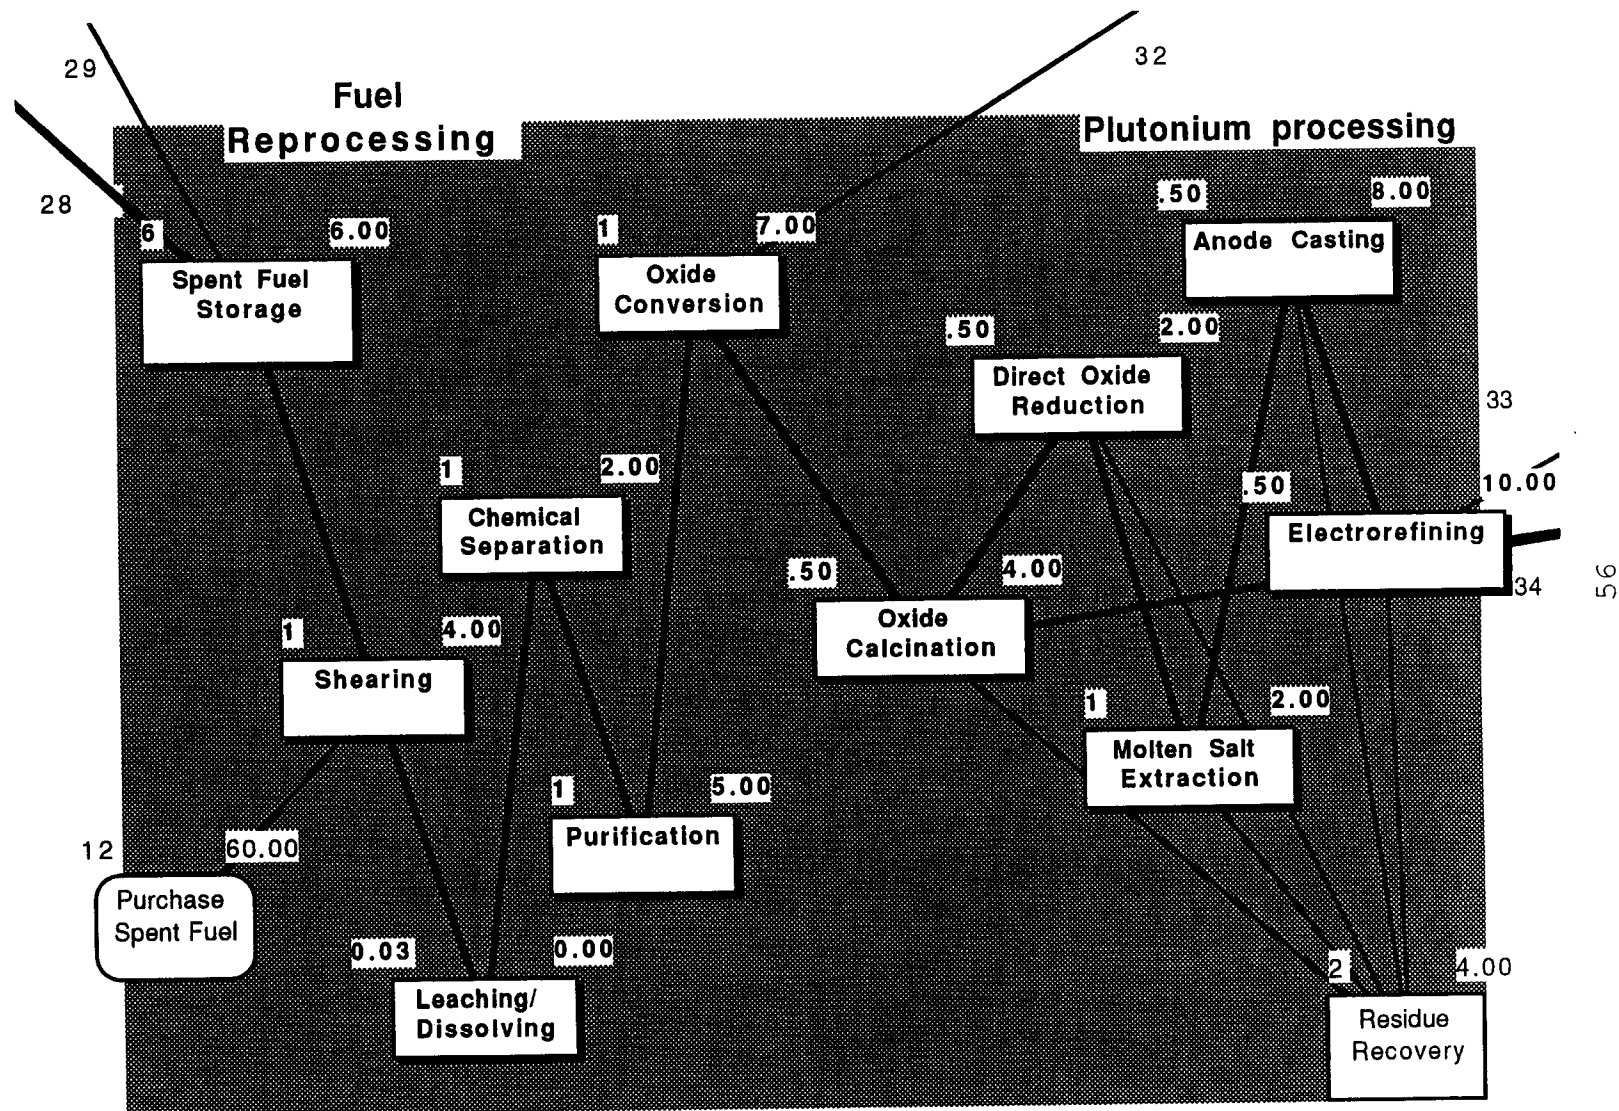 29
32
Fuel
Reprocessing
Plutonium processing
28
.50
8.00
6
6.00
1
7.00
Anode Casting
Spent Fuel
Storage
Oxide
Conversion
.50
2.00
Direct Oxide
Reduction
33
1
2.00
.50
10.00
Chemical
Separation
Electrorefining
.50
4.00
34
56
1
4.00
Oxide
Calcination
Shearing
1
2.00
Molten Salt
Extraction
1
5.00
12
60.00
Purification
Purchase
Spent Fuel
0.03
0.00
2
4.00
Leaching/
Dissolving
Residue
Recovery